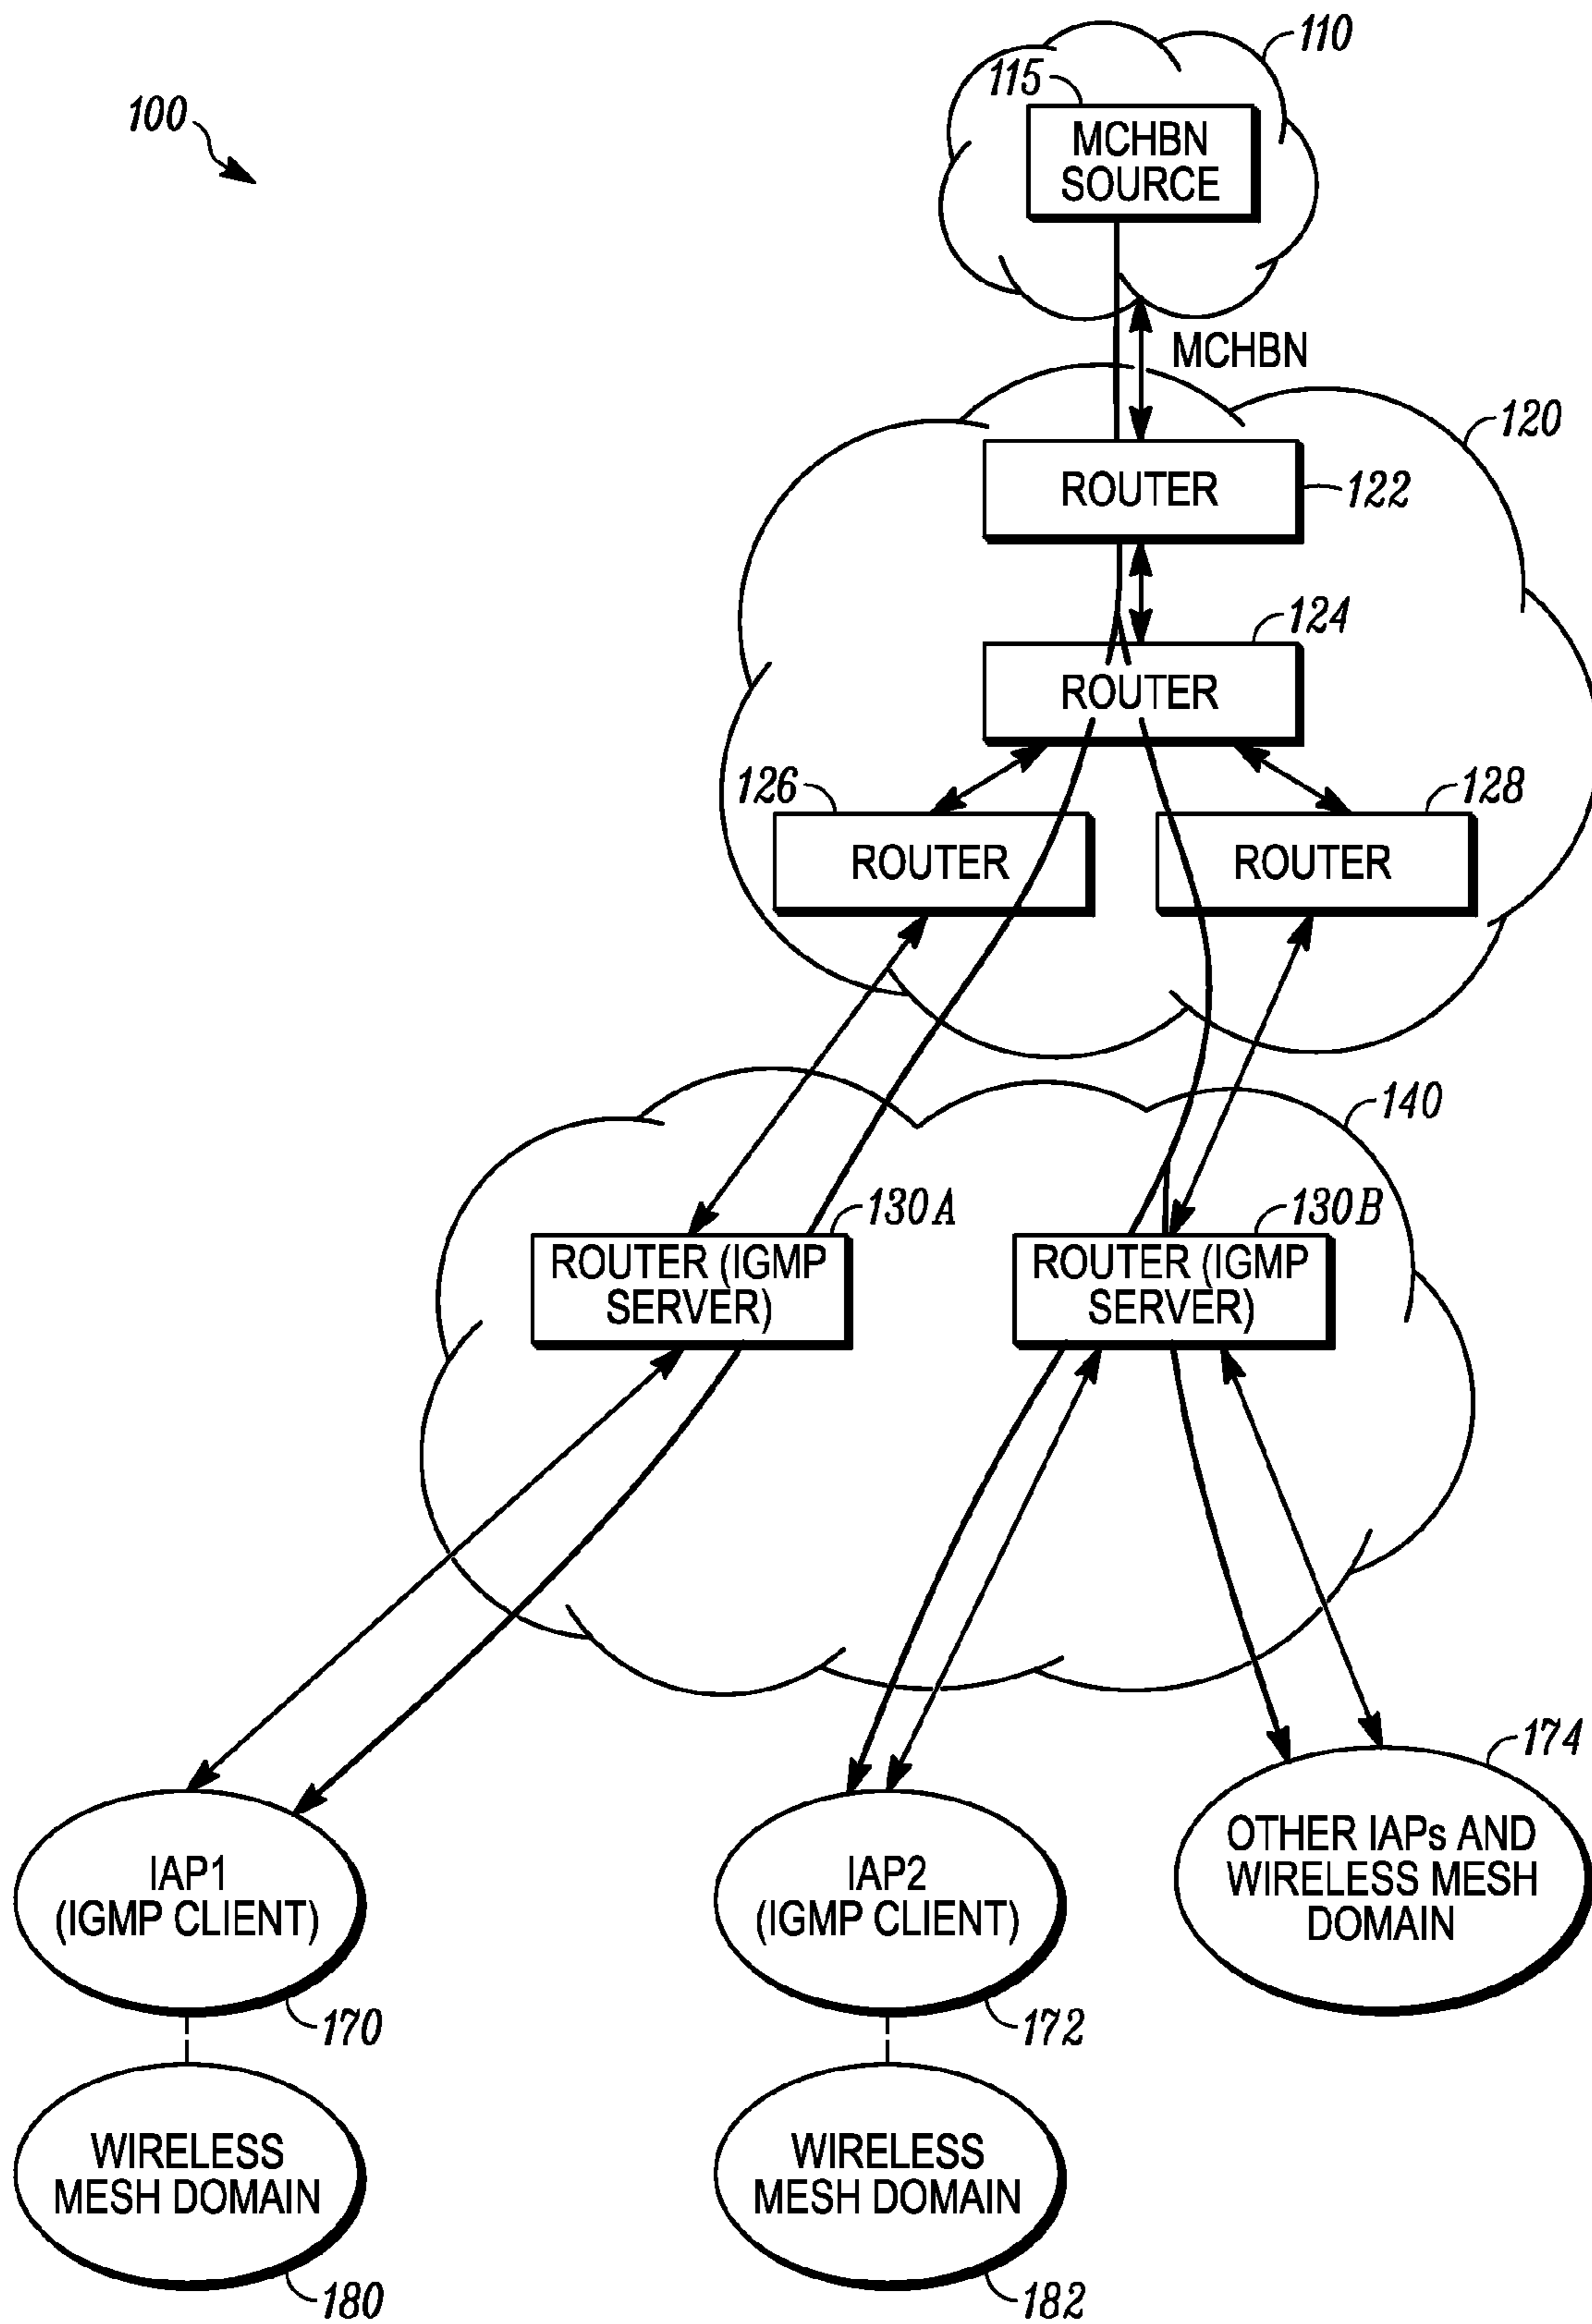 110
115
100
MCHBN
SOURCE
MCHBN
120
ROUTER
122
124
ROUTER
126
128
ROUTER
ROUTER
140
130A
130B
ROUTER (IGMP
SERVER)
ROUTER (IGMP
SERVER)
174
IAP1
(IGMP CLIENT)
IAP2
(IGMP CLIENT)
OTHER IAPs AND
WIRELESS MESH
DOMAIN
170
172
WIRELESS
MESH DOMAIN
WIRELESS
MESH DOMAIN
180
182